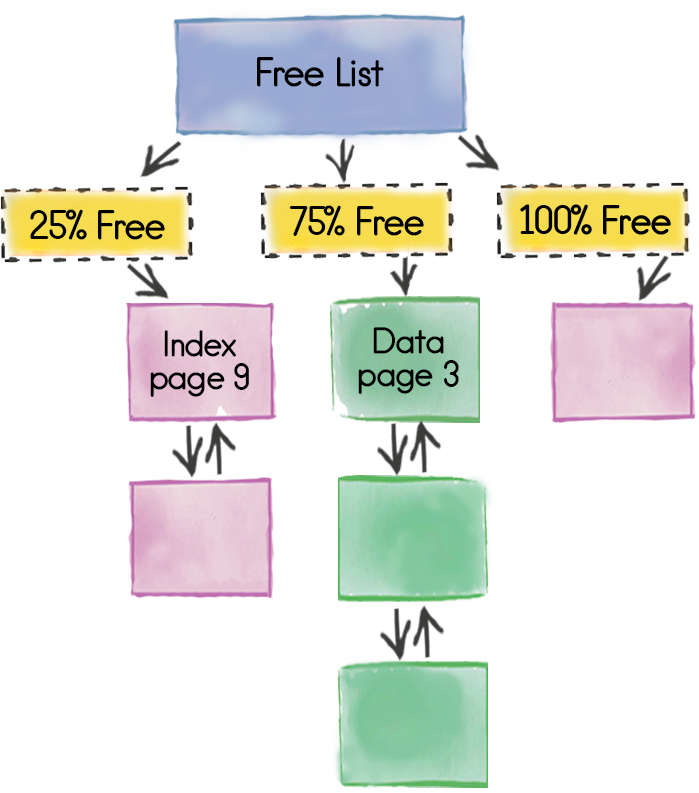 Free List
25% Free
75% Free
100% Free
Index
page 9
Data
page 3